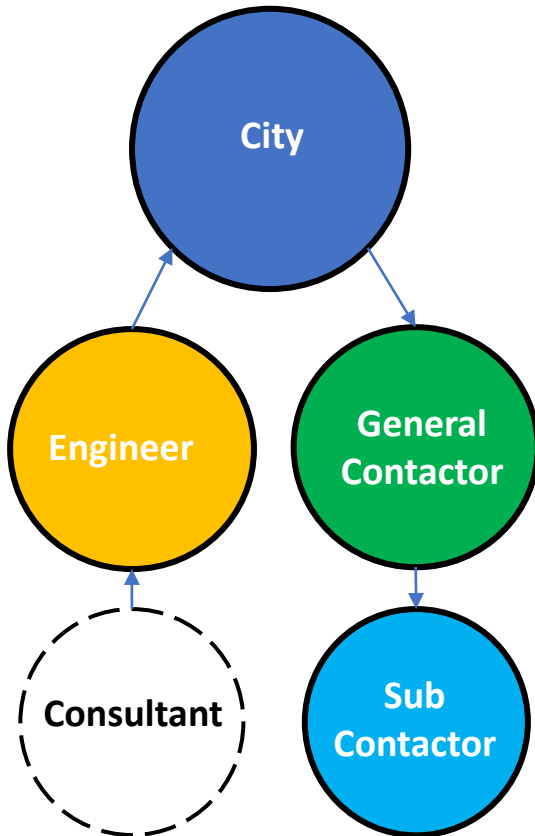 City
Engineer
General
Contactor
Consultant
Sub
Contactor